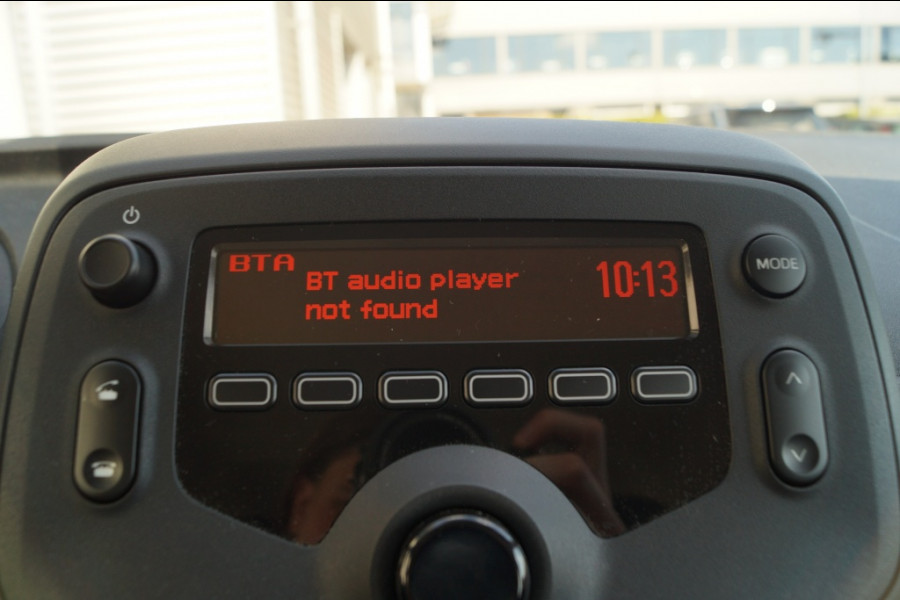 BTA
BT audio player
not found
10:13
MODE